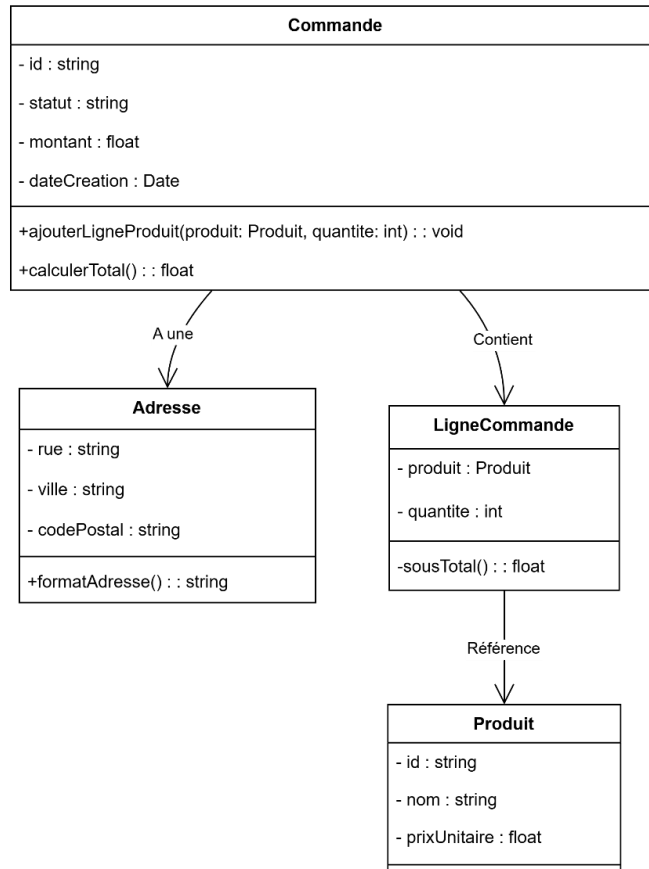 Commande
- id : string
- statut : string
- montant : float
- dateCreation : Date
+ajouterLigneProduit(produit: Produit, quantite: int) : : void
+calculerTotal() : : float
A une
Contient
Adresse
- rue : string
- ville : string
- codePostal : string
+formatAdresse() : : string
LigneCommande
- produit : Produit
- quantite : int
-sousTotal() : : float
Référence
Produit
- id : string
- nom : string
- prixUnitaire : float